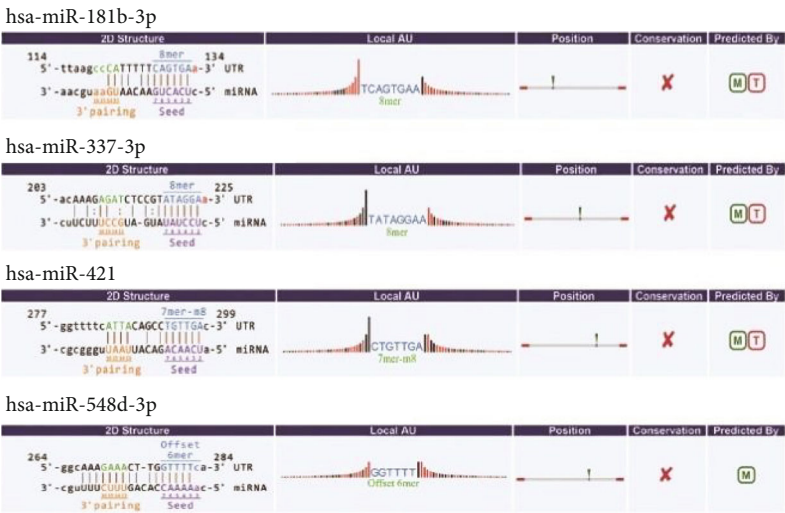 hsa-miR-181b-3p
2D Structure Local AU Position Conservation Predicted By
114 8mer 134
5'-ttaagccCATTTTTCAGTGAa-3' UTR
3'-aacguaaGUAACAAGUCACUc-5' miRNA
3'pairing Seed
TCAGTGAA
8mer
✘ M T
hsa-miR-337-3p
2D Structure Local AU Position Conservation Predicted By
203 8mer 225
5'-acAAAGAGATCTCCGTATAGGAa-3' UTR
3'-cuUCUUUCCGUA-GUAUAUCCUc-5' miRNA
3'pairing Seed
TATAGGAA
8mer
✘ M T
hsa-miR-421
2D Structure Local AU Position Conservation Predicted By
277 7mer-m8 299
5'-ggttttcATTACAGCCTGTTGAc-3' UTR
3'-cgcggguUAAUUACAGACAACUa-5' miRNA
3'pairing Seed
CTGTTGA
7mer-m8
✘ M T
hsa-miR-548d-3p
2D Structure Local AU Position Conservation Predicted By
Offset
264 6mer 284
5'-ggcAAAGAAACT-TGGTTTTca-3' UTR
3'-cguUUUCUUUGACACCAAAAac-5' miRNA
3'pairing Seed
GGTTTT
Offset 6mer
✘ M